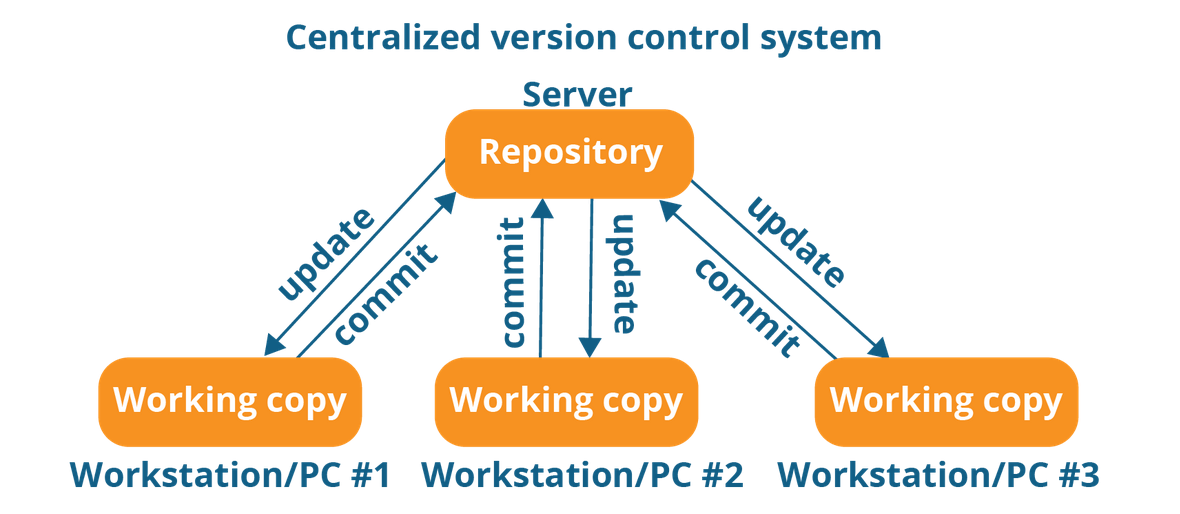 Centralized version control system
Server
Repository
update
commit
commit
update
update
commit
Working copy
Working copy
Working copy
Workstation/PC #1
Workstation/PC #2
Workstation/PC #3